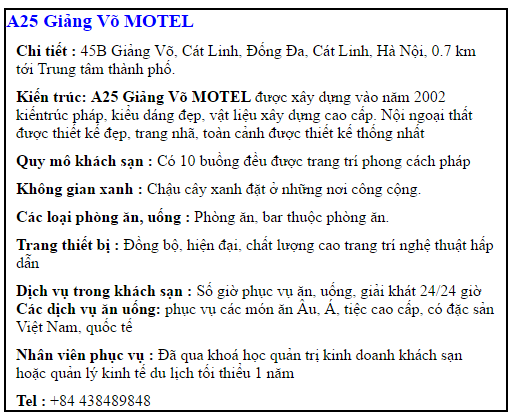 A25 Giảng Võ MOTEL
Chi tiết : 45B Giảng Võ, Cát Linh, Đống Đa, Cát Linh, Hà Nội, 0.7 km
tới Trung tâm thành phố.
Kiến trúc: A25 Giảng Võ MOTEL được xây dựng vào năm 2002
kiếntrúc pháp, kiểu dáng đẹp, vật liệu xây dựng cao cấp. Nội ngoại thất
được thiết kế đẹp, trang nhã, toàn cảnh được thiết kế thống nhất
Quy mô khách sạn : Có 10 buồng đều được trang trí phong cách pháp
Không gian xanh : Chậu cây xanh đặt ở những nơi công cộng.
Các loại phòng ăn, uống : Phòng ăn, bar thuộc phòng ăn.
Trang thiết bị : Đồng bộ, hiện đại, chất lượng cao trang trí nghệ thuật hấp
dẫn
Dịch vụ trong khách sạn : Số giờ phục vụ ăn, uống, giải khát 24/24 giờ
Các dịch vụ ăn uống: phục vụ các món ăn Âu, Á, tiệc cao cấp, có đặc sản
Việt Nam, quốc tế
Nhân viên phục vụ : Đã qua khoá học quản trị kinh doanh khách sạn
hoặc quản lý kinh tế du lịch tối thiểu 1 năm
Tel : +84 438489848